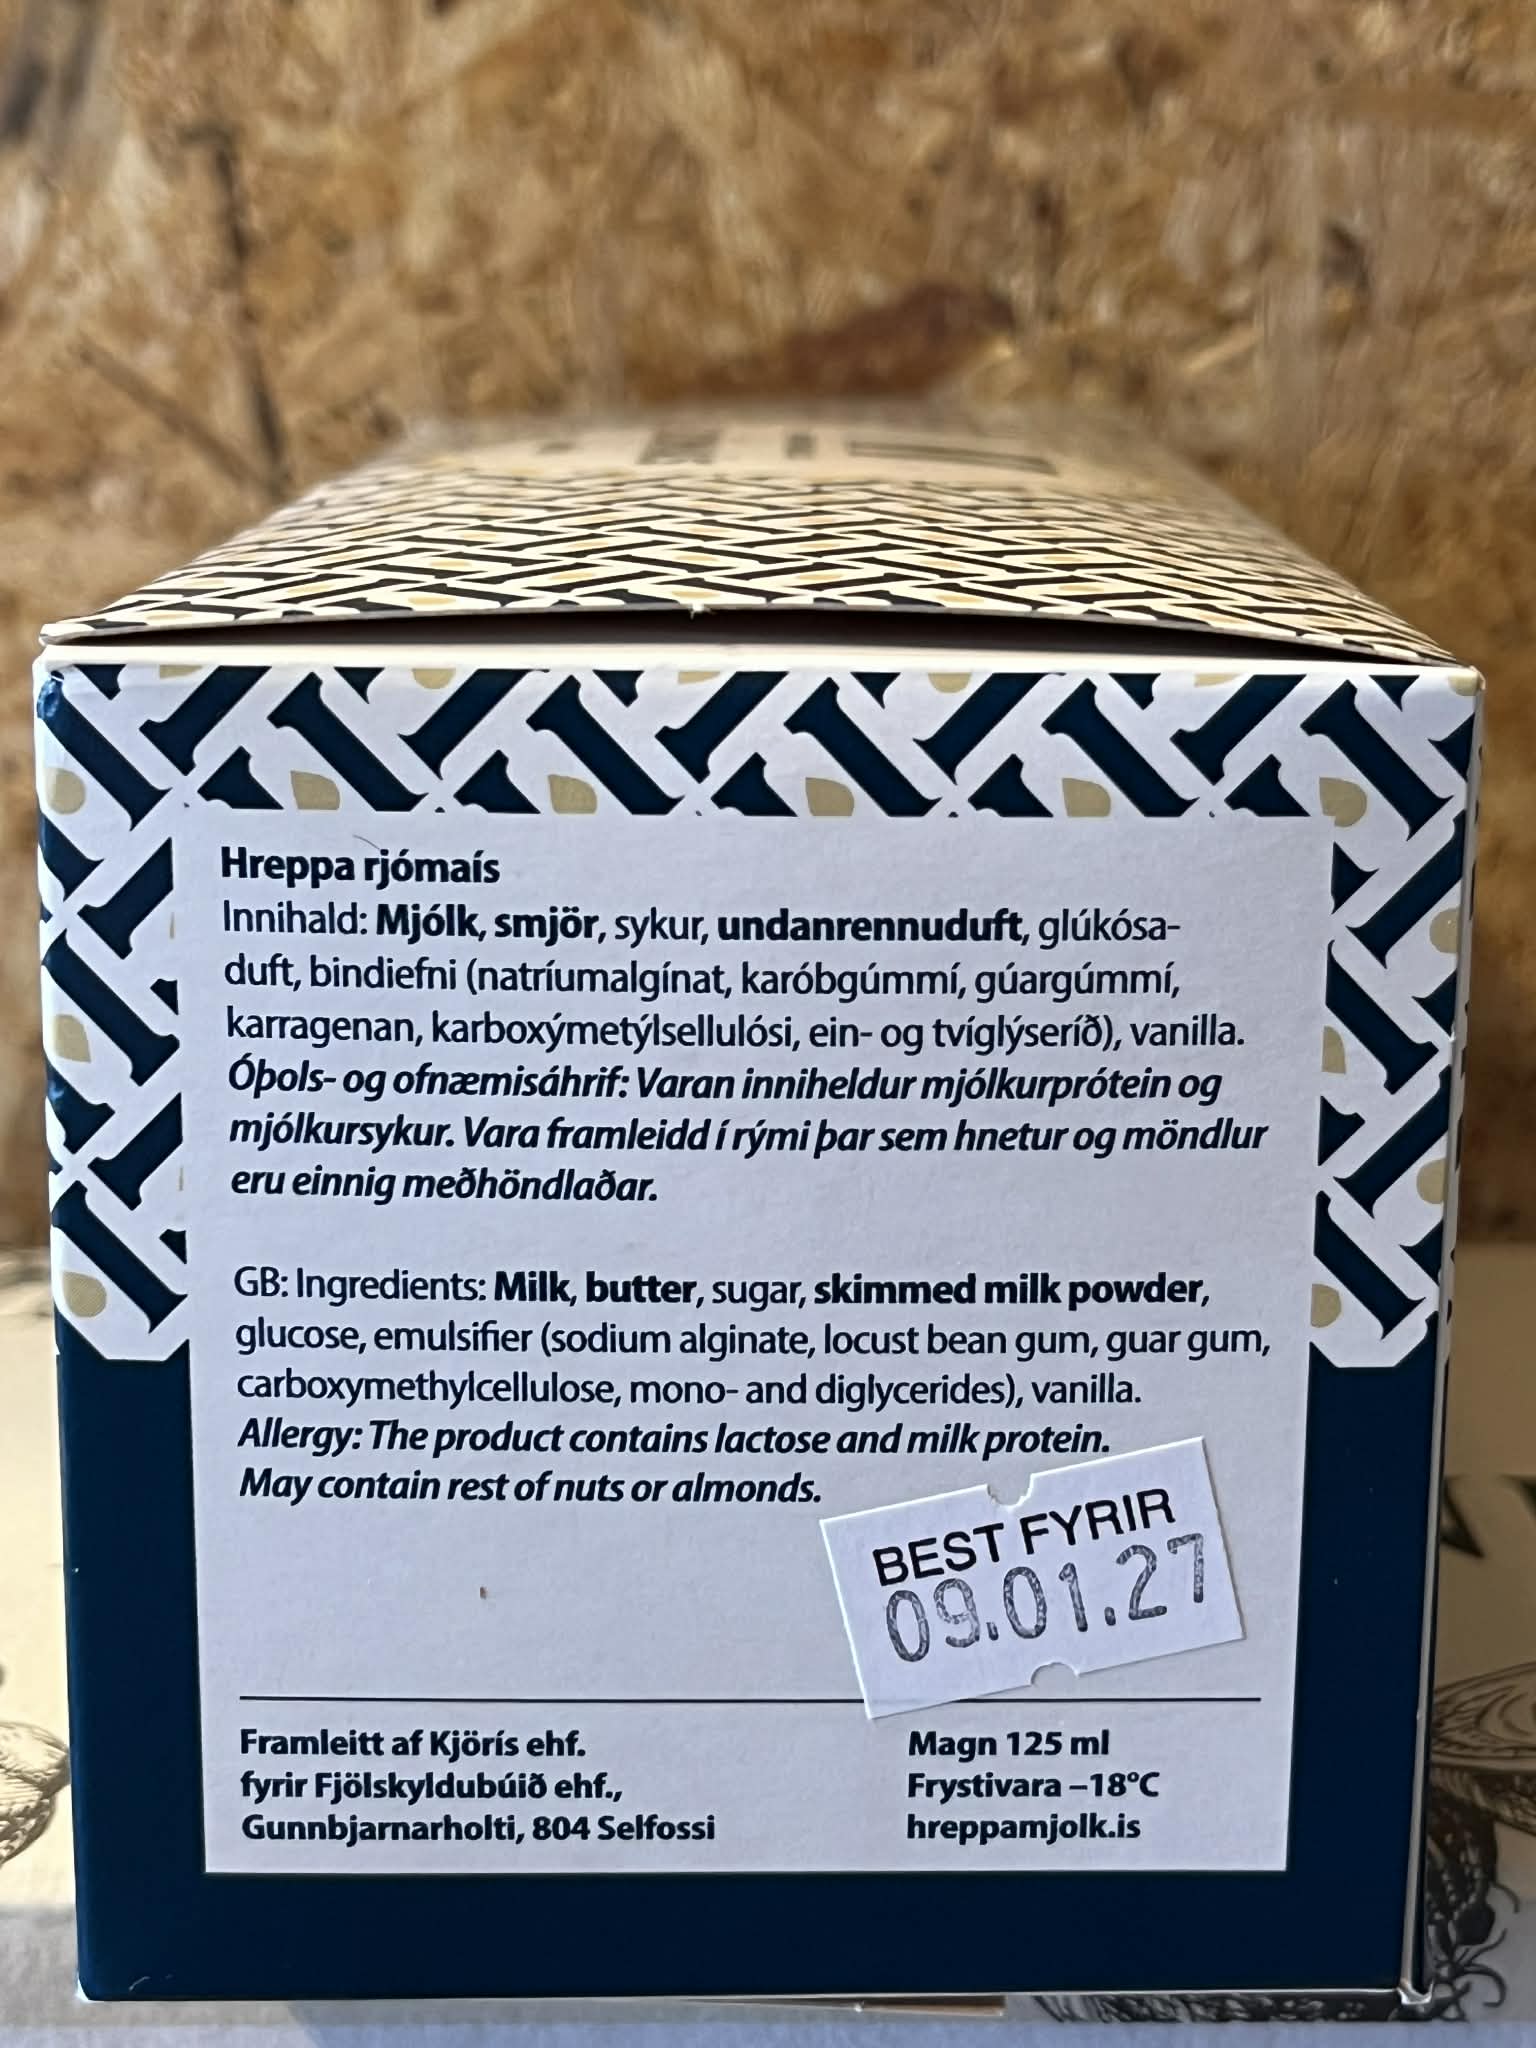 Hreppa rjómaís
Innihald: Mjólk, smjör, sykur, undanrennuduft, glúkósa-
duft, bindiefni (natríumalgínat, karóbgúmmí, gúargúmmí,
karragenan, karboxýmetýlsellulósi, ein- og tvíglýseríð), vanilla.
Óþols- og ofnæmisáhrif: Varan inniheldur mjólkurprótein og
mjólkursykur. Vara framleidd í rými þar sem hnetur og möndlur
eru einnig meðhöndlaðar.
GB: Ingredients: Milk, butter, sugar, skimmed milk powder,
glucose, emulsifier (sodium alginate, locust bean gum, guar gum,
carboxymethylcellulose, mono- and diglycerides), vanilla.
Allergy: The product contains lactose and milk protein.
May contain rest of nuts or almonds.
BEST FYRIR
09.01.27
Framleitt af Kjörís ehf.
fyrir Fjölskyldubúið ehf.,
Gunnbjarnarholti, 804 Selfossi
Magn 125 ml
Frystivara –18°C
hreppamjolk.is